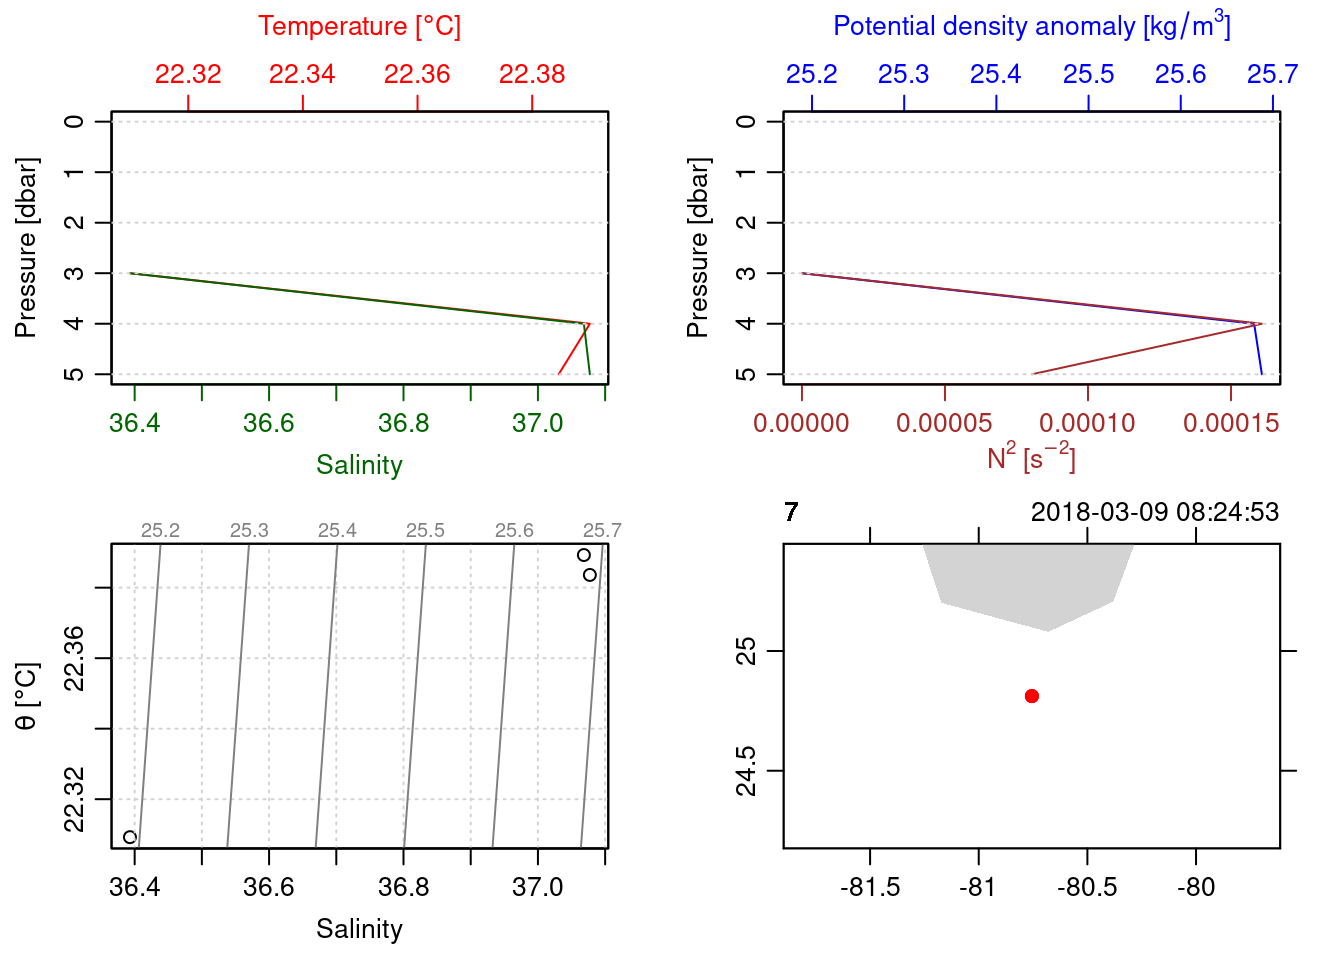 Temperature [°C]
22.32 22.34 22.36 22.38
Pressure [dbar]
0 1 2 3 4 5
36.4 36.6 36.8 37.0
Salinity
Potential density anomaly [kg/m³]
25.2 25.3 25.4 25.5 25.6 25.7
Pressure [dbar]
0 1 2 3 4 5
0.00000 0.00005 0.00010 0.00015
N² [s⁻²]
25.2 25.3 25.4 25.5 25.6 25.7
θ [°C]
22.36
22.32
36.4 36.6 36.8 37.0
Salinity
7 2018-03-09 08:24:53
25
24.5
-81.5 -81 -80.5 -80